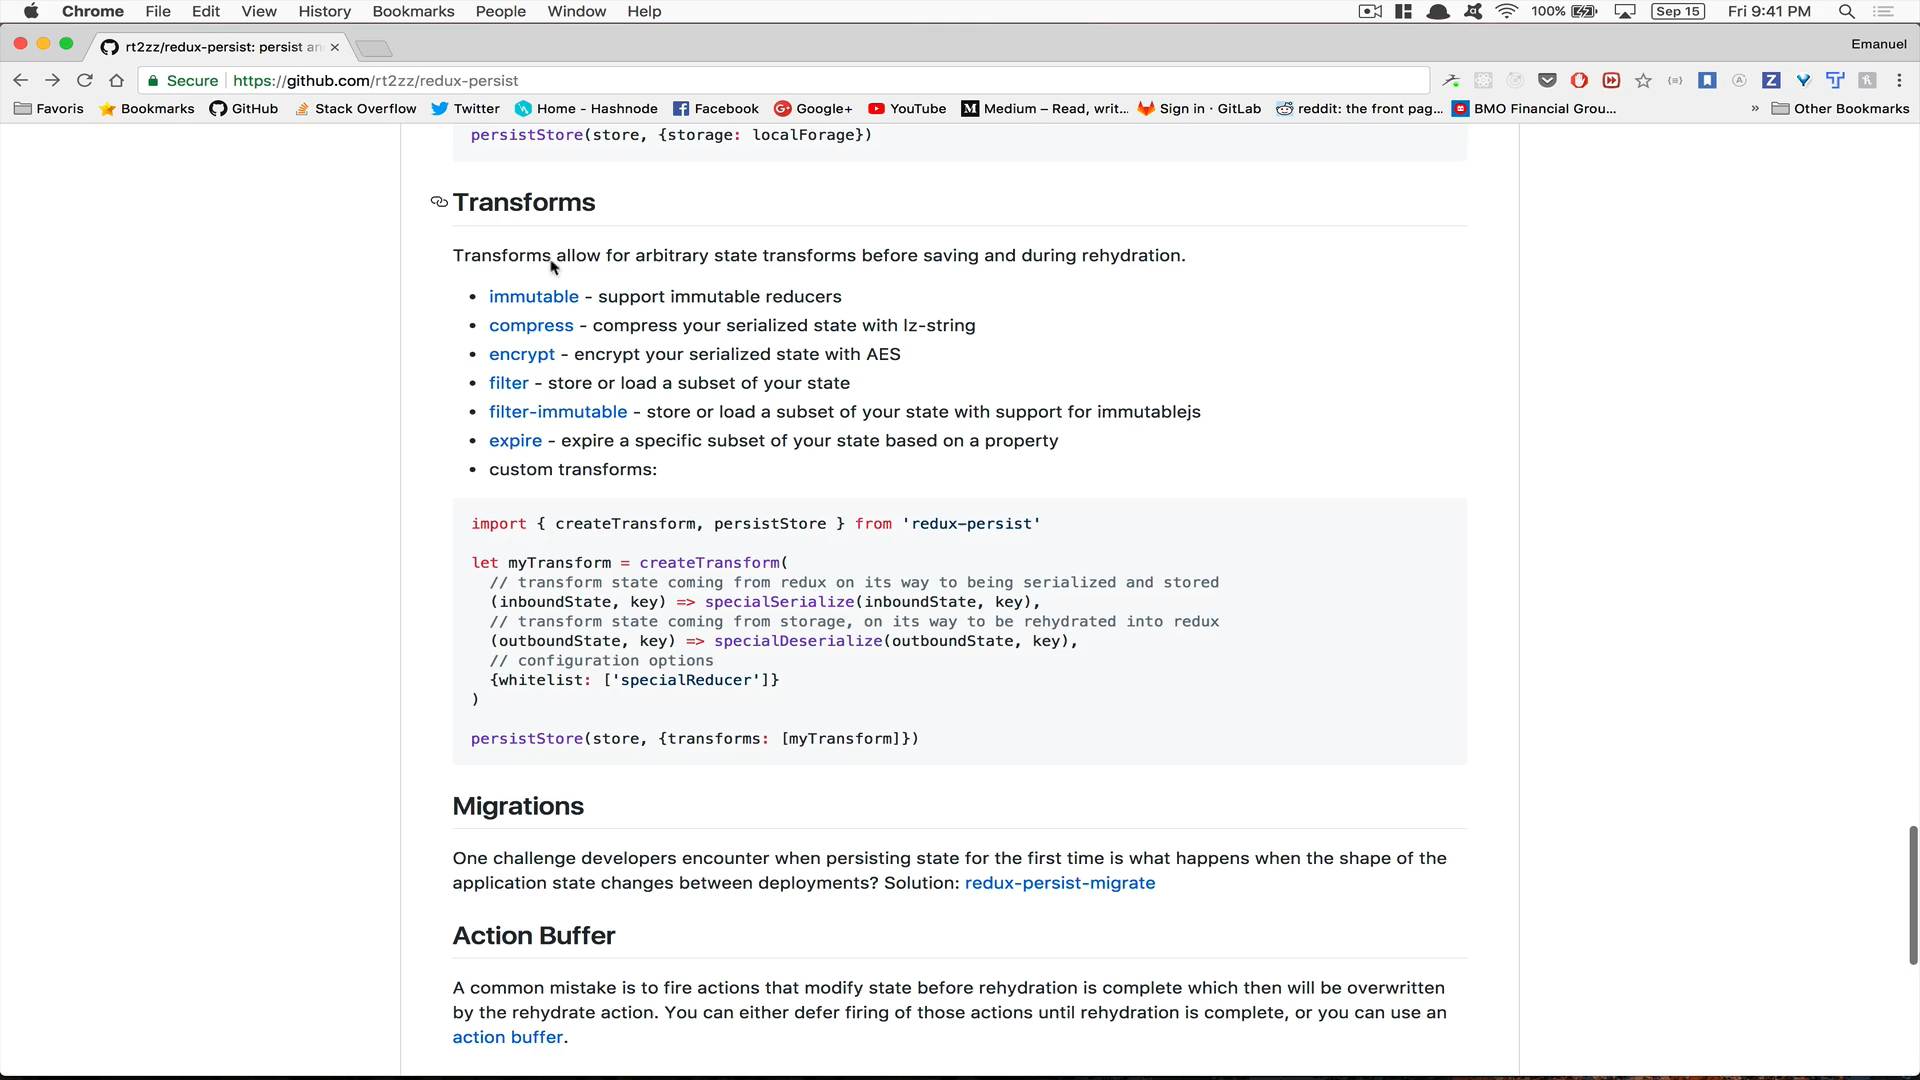 Chrome File Edit View History Bookmarks People Window Help 100% Sep 15 Fri 9:41 PM
rt2zz/redux-persist: persist an Emanuel
Secure https://github.com/rt2zz/redux-persist
Favoris Bookmarks GitHub Stack Overflow Twitter Home - Hashnode Facebook Google+ YouTube Medium – Read, writ... Sign in · GitLab reddit: the front pag... BMO Financial Grou... » Other Bookmarks
persistStore(store, {storage: localForage})
Transforms
Transforms allow for arbitrary state transforms before saving and during rehydration.
• immutable - support immutable reducers
• compress - compress your serialized state with lz-string
• encrypt - encrypt your serialized state with AES
• filter - store or load a subset of your state
• filter-immutable - store or load a subset of your state with support for immutablejs
• expire - expire a specific subset of your state based on a property
• custom transforms:
import { createTransform, persistStore } from 'redux-persist'
let myTransform = createTransform(
// transform state coming from redux on its way to being serialized and stored
(inboundState, key) => specialSerialize(inboundState, key),
// transform state coming from storage, on its way to be rehydrated into redux
(outboundState, key) => specialDeserialize(outboundState, key),
// configuration options
{whitelist: ['specialReducer']}
)
persistStore(store, {transforms: [myTransform]})
Migrations
One challenge developers encounter when persisting state for the first time is what happens when the shape of the
application state changes between deployments? Solution: redux-persist-migrate
Action Buffer
A common mistake is to fire actions that modify state before rehydration is complete which then will be overwritten
by the rehydrate action. You can either defer firing of those actions until rehydration is complete, or you can use an
action buffer.